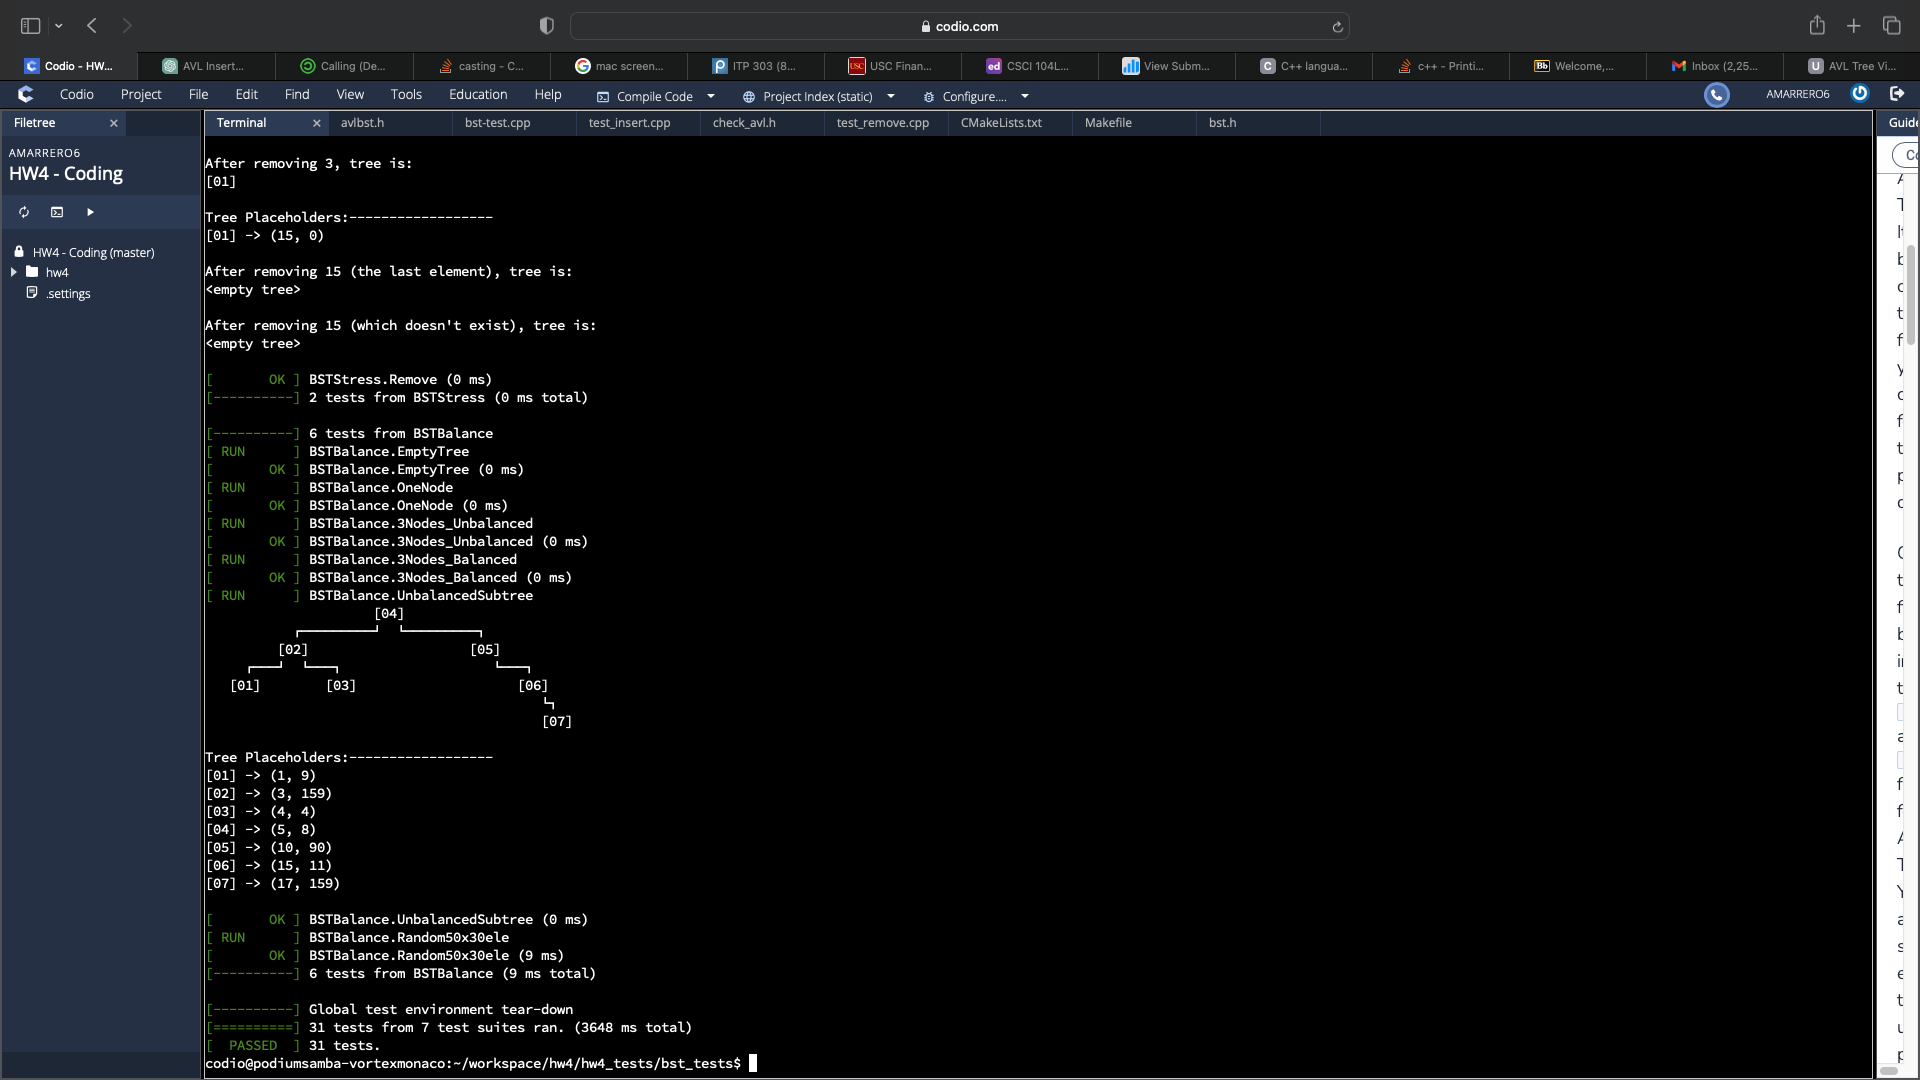 codio.com
Codio - HW...
AVL Insert...
Calling (De...
casting - C...
mac screen...
ITP 303 (8...
USC Finan...
CSCI 104L...
View Subm...
C++ langua...
c++ - Printi...
Welcome,...
Inbox (2,25...
AVL Tree Vi...
Codio Project File Edit Find View Tools Education Help Compile Code Project Index (static) Configure.... AMARRERO6
Filetree
Terminal avlbst.h bst-test.cpp test_insert.cpp check_avl.h test_remove.cpp CMakeLists.txt Makefile bst.h
Guide
AMARRERO6
HW4 - Coding
HW4 - Coding (master)
hw4
.settings
After removing 3, tree is:
[01]
Tree Placeholders:------------------
[01] -> (15, 0)
After removing 15 (the last element), tree is:
<empty tree>
After removing 15 (which doesn't exist), tree is:
<empty tree>
[       OK ] BSTStress.Remove (0 ms)
[----------] 2 tests from BSTStress (0 ms total)
[----------] 6 tests from BSTBalance
[ RUN      ] BSTBalance.EmptyTree
[       OK ] BSTBalance.EmptyTree (0 ms)
[ RUN      ] BSTBalance.OneNode
[       OK ] BSTBalance.OneNode (0 ms)
[ RUN      ] BSTBalance.3Nodes_Unbalanced
[       OK ] BSTBalance.3Nodes_Unbalanced (0 ms)
[ RUN      ] BSTBalance.3Nodes_Balanced
[       OK ] BSTBalance.3Nodes_Balanced (0 ms)
[ RUN      ] BSTBalance.UnbalancedSubtree
[04]
[02] [05]
[01] [03] [06]
[07]
Tree Placeholders:------------------
[01] -> (1, 9)
[02] -> (3, 159)
[03] -> (4, 4)
[04] -> (5, 8)
[05] -> (10, 90)
[06] -> (15, 11)
[07] -> (17, 159)
[       OK ] BSTBalance.UnbalancedSubtree (0 ms)
[ RUN      ] BSTBalance.Random50x30ele
[       OK ] BSTBalance.Random50x30ele (9 ms)
[----------] 6 tests from BSTBalance (9 ms total)
[----------] Global test environment tear-down
[==========] 31 tests from 7 test suites ran. (3648 ms total)
[  PASSED  ] 31 tests.
codio@podiumsamba-vortexmonaco:~/workspace/hw4/hw4_tests/bst_tests$